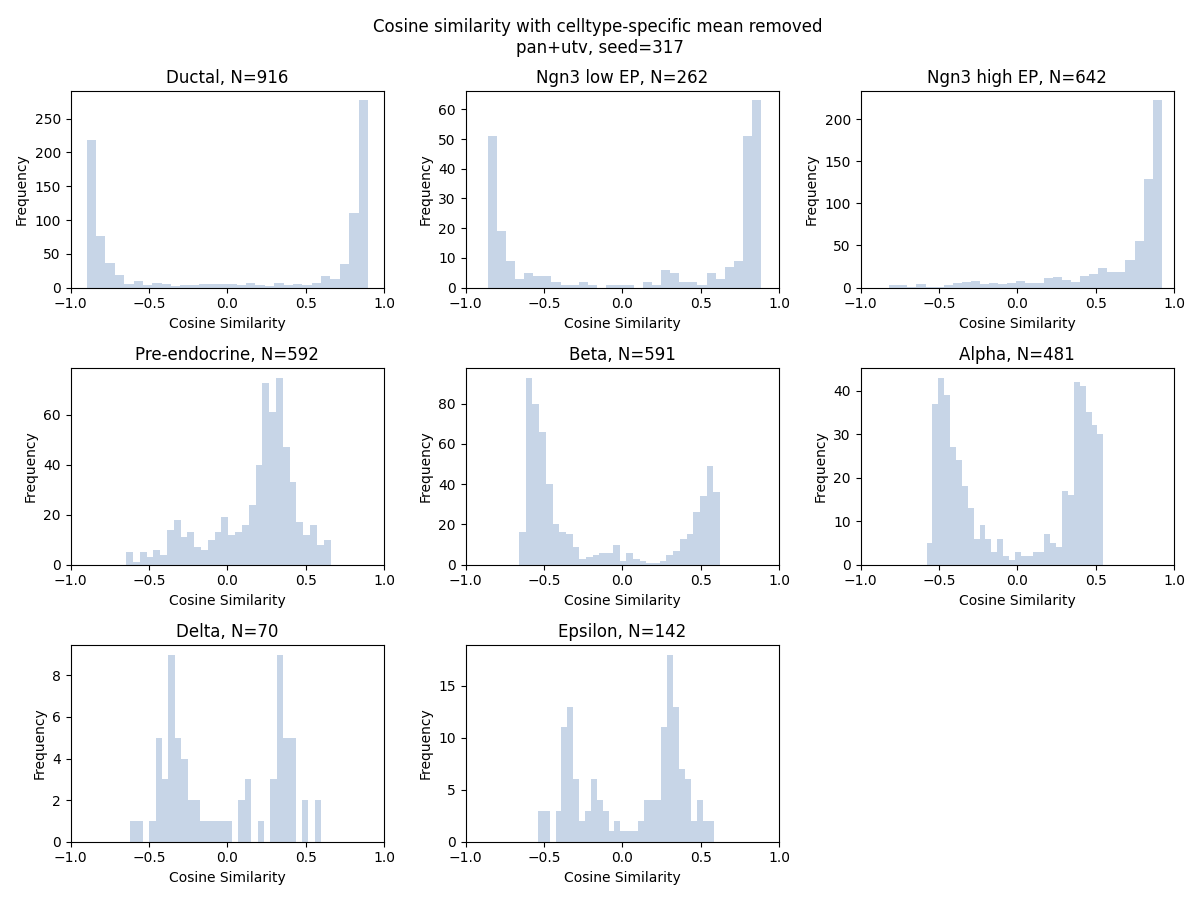 Cosine similarity with celltype-specific mean removed
pan+utv, seed=317
Ductal, N=916
Frequency
250
200
150
100
50
0
−1.0 −0.5 0.0 0.5 1.0
Cosine Similarity
Ngn3 low EP, N=262
Frequency
60
50
40
30
20
10
0
−1.0 −0.5 0.0 0.5 1.0
Cosine Similarity
Ngn3 high EP, N=642
Frequency
200
150
100
50
0
−1.0 −0.5 0.0 0.5 1.0
Cosine Similarity
Pre-endocrine, N=592
Frequency
60
40
20
0
−1.0 −0.5 0.0 0.5 1.0
Cosine Similarity
Beta, N=591
Frequency
80
60
40
20
0
−1.0 −0.5 0.0 0.5 1.0
Cosine Similarity
Alpha, N=481
Frequency
40
30
20
10
0
−1.0 −0.5 0.0 0.5 1.0
Cosine Similarity
Delta, N=70
Frequency
8
6
4
2
0
−1.0 −0.5 0.0 0.5 1.0
Cosine Similarity
Epsilon, N=142
Frequency
15
10
5
0
−1.0 −0.5 0.0 0.5 1.0
Cosine Similarity